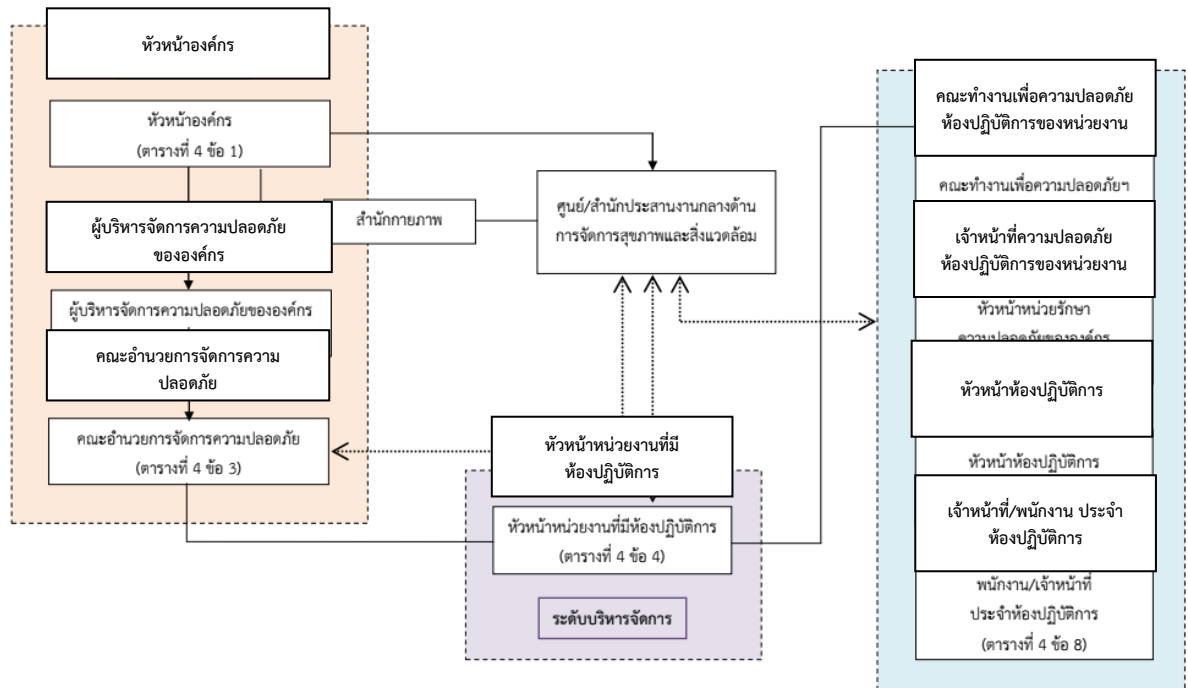 หัวหน้าองค์กร
หัวหน้าองค์กร
(ตารางที่ 4 ข้อ 1)
ผู้บริหารจัดการความปลอดภัย
ขององค์กร
สำนักกายภาพ
ผู้บริหารจัดการความปลอดภัยขององค์กร
คณะอำนวยการจัดการความ
ปลอดภัย
คณะอำนวยการจัดการความปลอดภัย
(ตารางที่ 4 ข้อ 3)
ศูนย์/สำนักประสานงานกลางด้าน
การจัดการสุขภาพและสิ่งแวดล้อม
หัวหน้าหน่วยงานที่มี
ห้องปฏิบัติการ
หัวหน้าหน่วยงานที่มีห้องปฏิบัติการ
(ตารางที่ 4 ข้อ 4)
ระดับบริหารจัดการ
คณะทำงานเพื่อความปลอดภัย
ห้องปฏิบัติการของหน่วยงาน
คณะทำงานเพื่อความปลอดภัยฯ
เจ้าหน้าที่ความปลอดภัย
ห้องปฏิบัติการของหน่วยงาน
หัวหน้าหน่วยรักษา
ความปลอดภัยขององค์กร
หัวหน้าห้องปฏิบัติการ
หัวหน้าห้องปฏิบัติการ
เจ้าหน้าที่/พนักงาน ประจำ
ห้องปฏิบัติการ
พนักงาน/เจ้าหน้าที่
ประจำห้องปฏิบัติการ
(ตารางที่ 4 ข้อ 8)